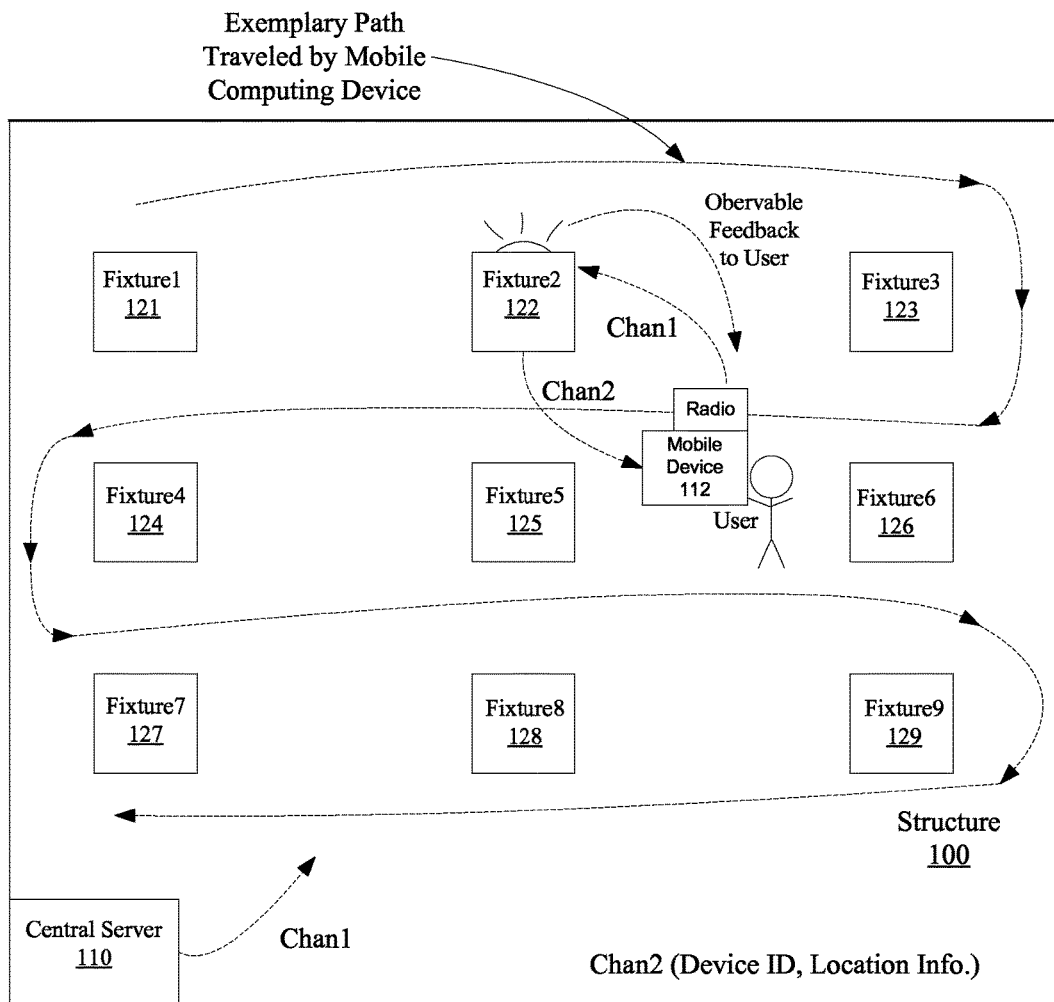 Exemplary Path
Traveled by Mobile
Computing Device
Obervable
Feedback
to User
Fixture1
121
Fixture2
122
Fixture3
123
Chan1
Chan2
Radio
Mobile
Device
112
User
Fixture4
124
Fixture5
125
Fixture6
126
Fixture7
127
Fixture8
128
Fixture9
129
Structure
100
Central Server
110
Chan1
Chan2 (Device ID, Location Info.)